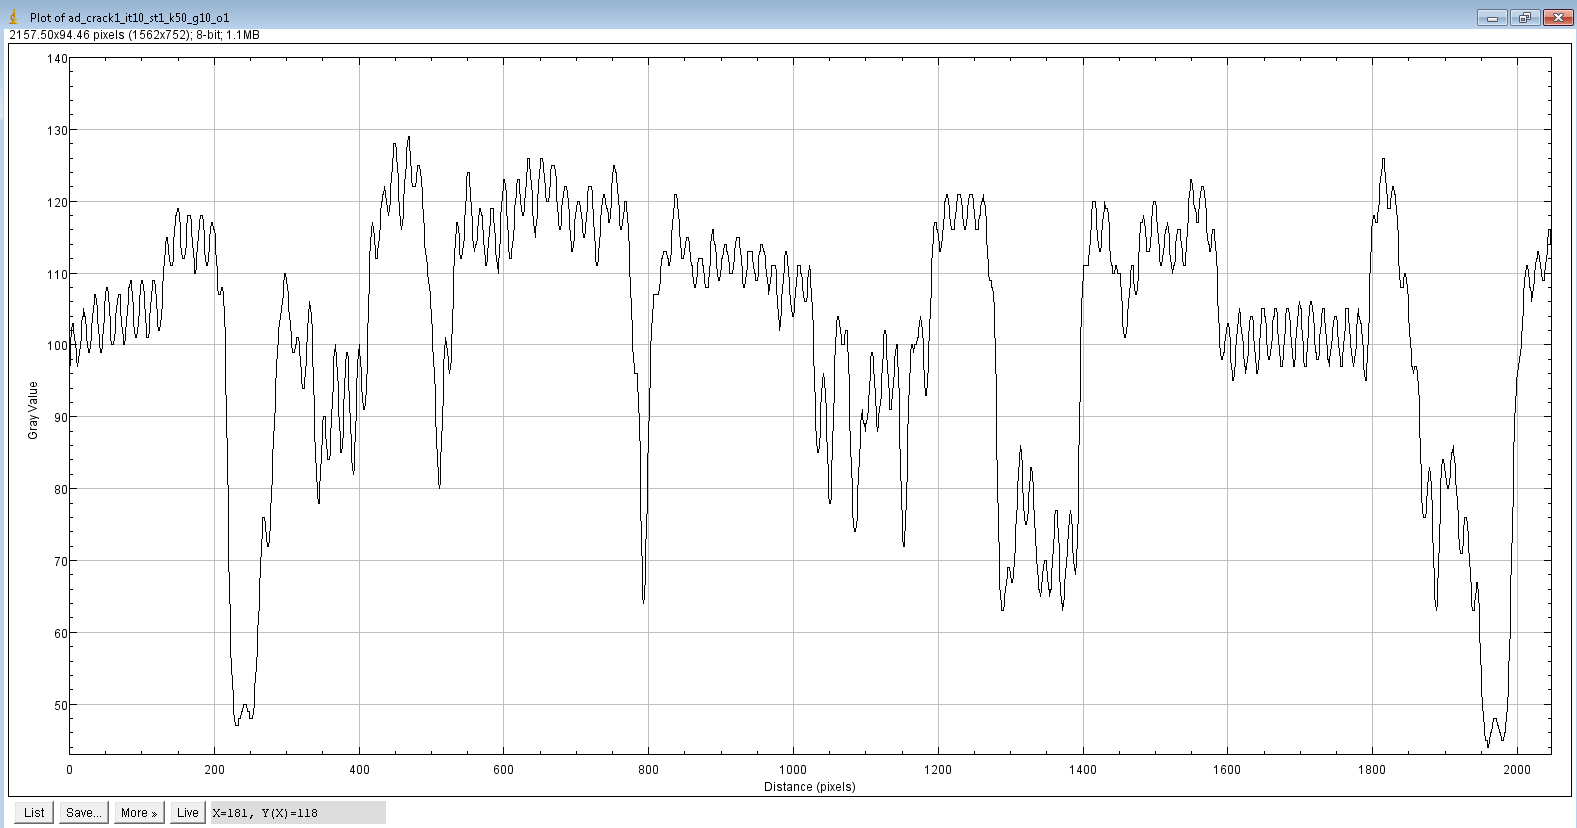 Plot of ad_crack1_it10_st1_k50_g10_o1
2157.50x94.46 pixels (1562x752); 8-bit; 1.1MB
140
130
120
110
100
90
80
70
60
50
Gray Value
0 200 400 600 800 1000 1200 1400 1600 1800 2000
Distance (pixels)
List Save... More » Live X=181, Y(X)=118